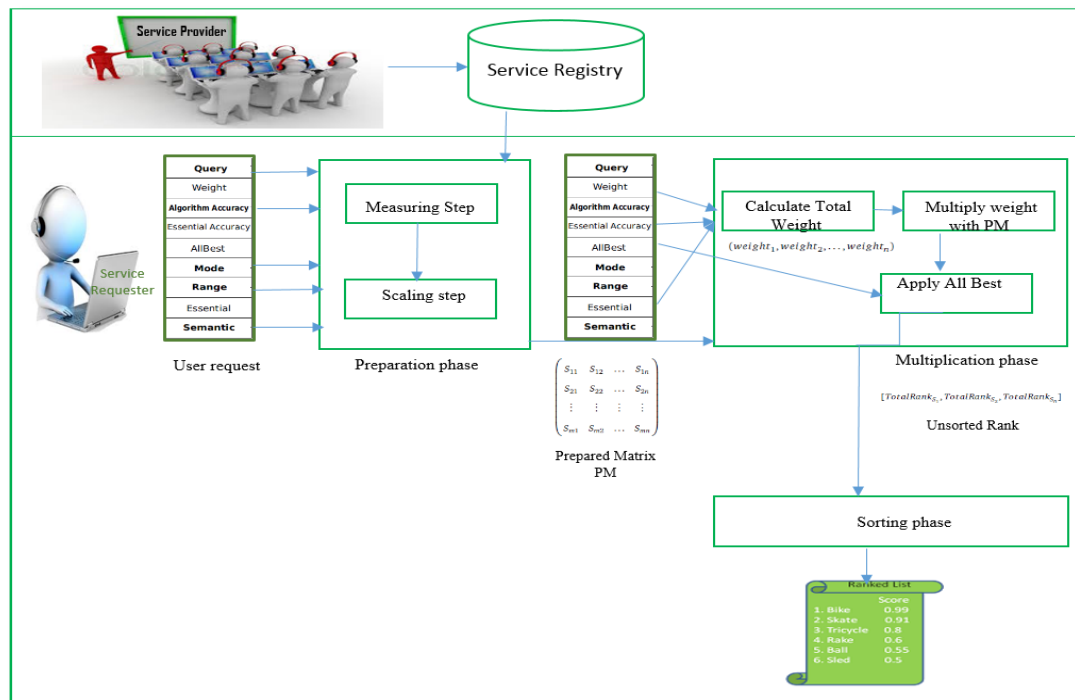 Service Provider
Service Registry
Service
Requester
Query
Weight
Algorithm Accuracy
Essential Accuracy
AllBest
Mode
Range
Essential
Semantic
User request
Measuring Step
Scaling step
Preparation phase
Query
Weight
Algorithm Accuracy
Essential Accuracy
AllBest
Mode
Range
Essential
Semantic
S₁₁ S₁₂ … S₁ₙ
S₂₁ S₂₂ … S₂ₙ
⋮ ⋮ ⋮ ⋮
Sₘ₁ Sₘ₂ … Sₘₙ
Prepared Matrix
PM
Calculate Total
Weight
(weight₁, weight₂, . . . , weightₙ)
Multiply weight
with PM
Apply All Best
Multiplication phase
[TotalRank_S₁, TotalRank_S₂, TotalRank_Sₙ]
Unsorted Rank
Sorting phase
Ranked List
Score
1. Bike 0.99
2. Skate 0.91
3. Tricycle 0.8
4. Rake 0.6
5. Ball 0.55
6. Sled 0.5